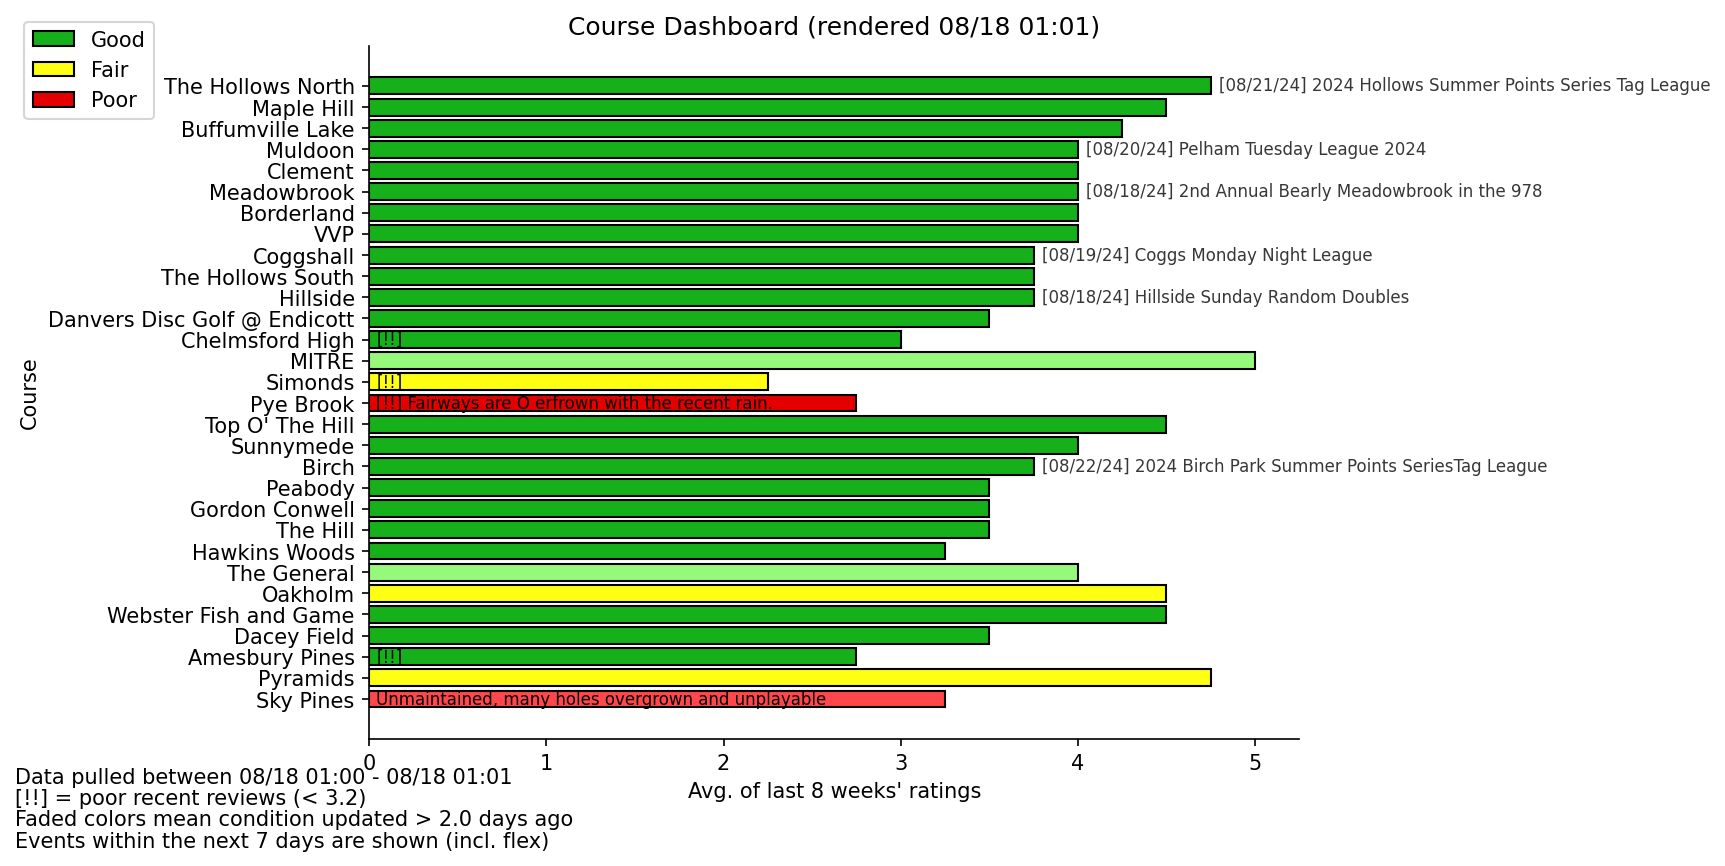 Course Dashboard (rendered 08/18 01:01)
Good
Fair
Poor
The Hollows North [08/21/24] 2024 Hollows Summer Points Series Tag League
Maple Hill
Buffumville Lake
Muldoon [08/20/24] Pelham Tuesday League 2024
Clement
Meadowbrook [08/18/24] 2nd Annual Bearly Meadowbrook in the 978
Borderland
VVP
Coggshall [08/19/24] Coggs Monday Night League
The Hollows South
Hillside [08/18/24] Hillside Sunday Random Doubles
Danvers Disc Golf @ Endicott
Chelmsford High [!!]
MITRE
Simonds [!!]
Pye Brook [!!] Fairways are O erfrown with the recent rain.
Top O' The Hill
Sunnymede
Birch [08/22/24] 2024 Birch Park Summer Points SeriesTag League
Peabody
Gordon Conwell
The Hill
Hawkins Woods
The General
Oakholm
Webster Fish and Game
Dacey Field
Amesbury Pines [!!]
Pyramids
Sky Pines Unmaintained, many holes overgrown and unplayable
Course
0 1 2 3 4 5
Avg. of last 8 weeks' ratings
Data pulled between 08/18 01:00 - 08/18 01:01
[!!] = poor recent reviews (< 3.2)
Faded colors mean condition updated > 2.0 days ago
Events within the next 7 days are shown (incl. flex)